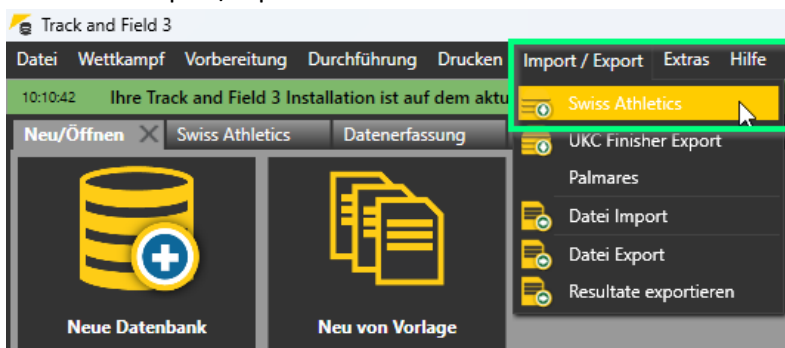 Track and Field 3
Datei Wettkampf Vorbereitung Durchführung Drucken Import / Export Extras Hilfe
10:10:42 Ihre Track and Field 3 Installation ist auf dem aktu
Swiss Athletics
Neu/Öffnen Swiss Athletics Datenerfassung
UKC Finisher Export
Palmares
Datei Import
Datei Export
Resultate exportieren
Neue Datenbank Neu von Vorlage